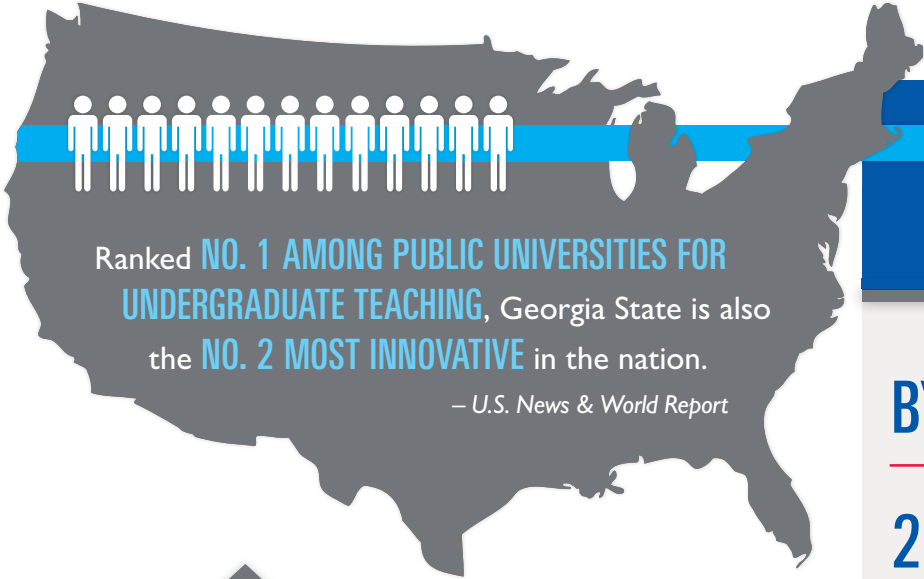 Ranked NO. 1 AMONG PUBLIC UNIVERSITIES FOR
UNDERGRADUATE TEACHING, Georgia State is also
the NO. 2 MOST INNOVATIVE in the nation.
– U.S. News & World Report
2